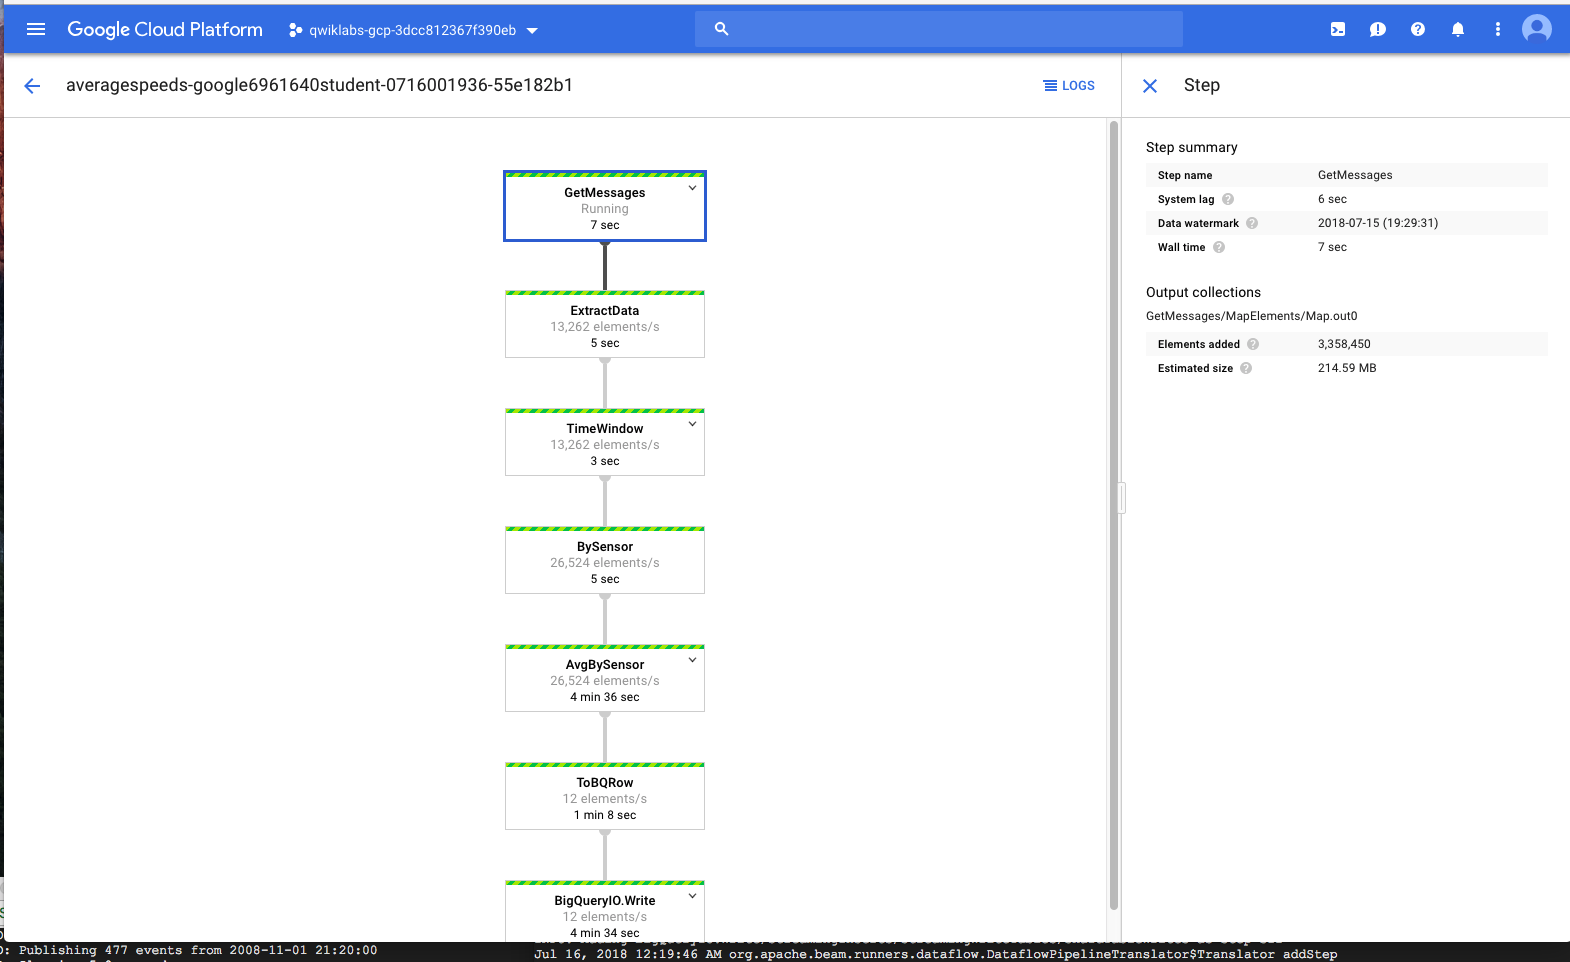 Google Cloud Platform
qwiklabs-gcp-3dcc812367f390eb
averagespeeds-google6961640student-0716001936-55e182b1
LOGS
Step
GetMessages
Running
7 sec
ExtractData
13,262 elements/s
5 sec
TimeWindow
13,262 elements/s
3 sec
BySensor
26,524 elements/s
5 sec
AvgBySensor
26,524 elements/s
4 min 36 sec
ToBQRow
12 elements/s
1 min 8 sec
BigQueryIO.Write
12 elements/s
4 min 34 sec
Step summary
Step name GetMessages
System lag 6 sec
Data watermark 2018-07-15 (19:29:31)
Wall time 7 sec
Output collections
GetMessages/MapElements/Map.out0
Elements added 3,358,450
Estimated size 214.59 MB
: Publishing 477 events from 2008-11-01 21:20:00
Jul 16, 2018 12:19:46 AM org.apache.beam.runners.dataflow.DataflowPipelineTranslator$Translator addStep